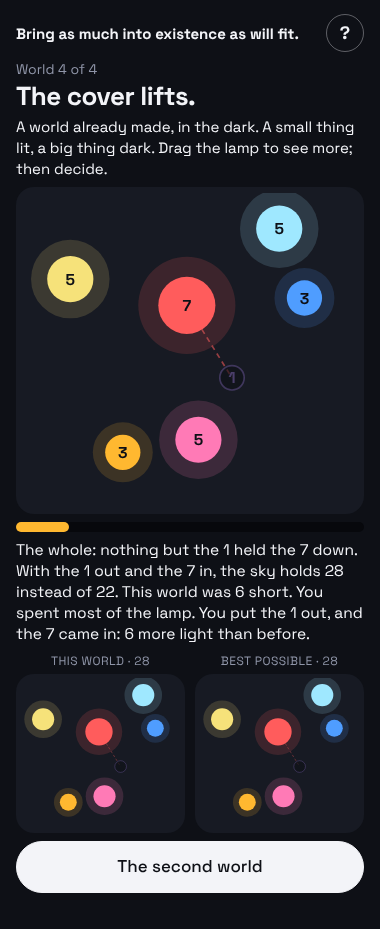 Bring as much into existence as will fit.
?
World 4 of 4
The cover lifts.
A world already made, in the dark. A small thing
lit, a big thing dark. Drag the lamp to see more;
then decide.
5
5
3
7
1
5
3
The whole: nothing but the 1 held the 7 down.
With the 1 out and the 7 in, the sky holds 28
instead of 22. This world was 6 short. You
spent most of the lamp. You put the 1 out, and
the 7 came in: 6 more light than before.
THIS WORLD · 28
BEST POSSIBLE · 28
The second world